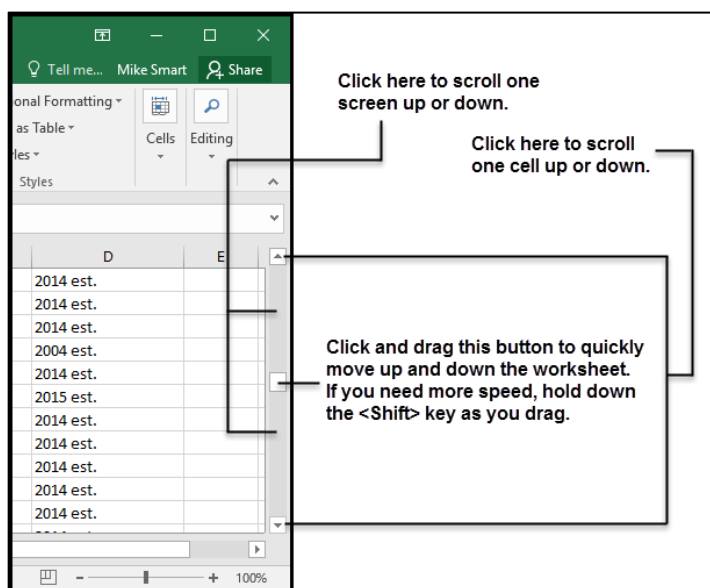 Tell me... Mike Smart Share
onal Formatting
as Table
les
Cells Editing
Styles
Click here to scroll one
screen up or down.
Click here to scroll
one cell up or down.
D E
2014 est.
2014 est.
2014 est.
2004 est.
2014 est.
2015 est.
2014 est.
2014 est.
2014 est.
2014 est.
2014 est.
Click and drag this button to quickly
move up and down the worksheet.
If you need more speed, hold down
the <Shift> key as you drag.
100%